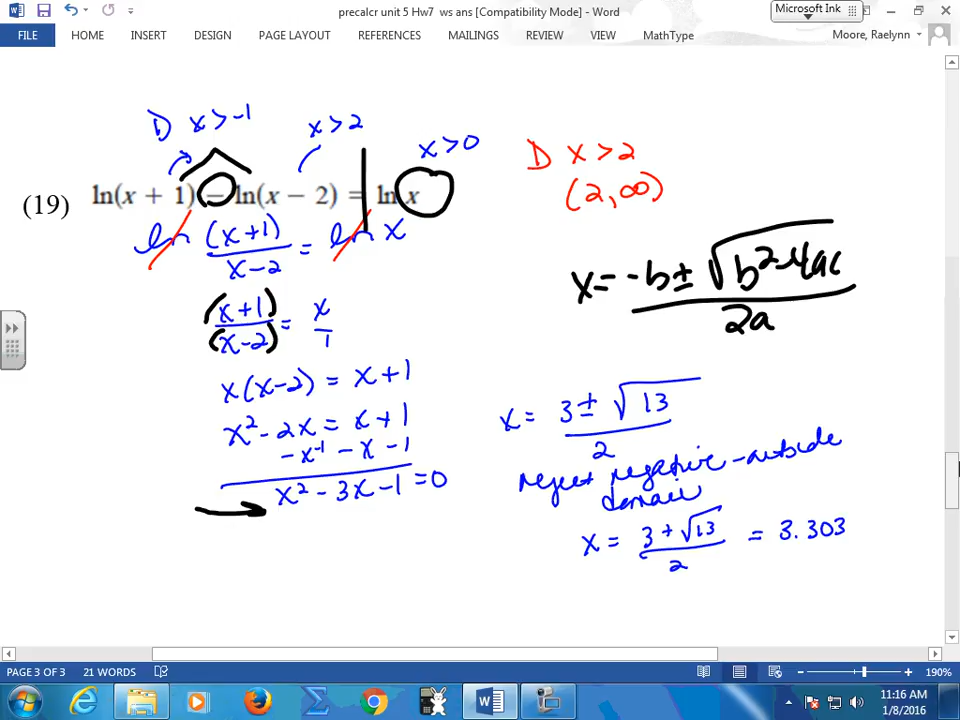 precalcr unit 5 Hw7 ws ans [Compatibility Mode] - Word
Microsoft Ink
FILE HOME INSERT DESIGN PAGE LAYOUT REFERENCES MAILINGS REVIEW VIEW MathType Moore, Raelynn
D x > -1
x > 2
x > 0
(19) ln(x + 1) − ln(x − 2) = ln x
ln (x+1)/(x-2) = ln x
(x+1)/(x-2) = x/1
x(x-2) = x+1
x² - 2x = x+1
-x-1 -x-1
x² - 3x - 1 = 0
D x > 2
(2, ∞)
x = -b ± √b²-4ac / 2a
x = 3 ± √13 / 2
reject negative - outside
domain
x = 3 + √13 / 2 = 3.303
PAGE 3 OF 3 21 WORDS 190%
11:16 AM
1/8/2016